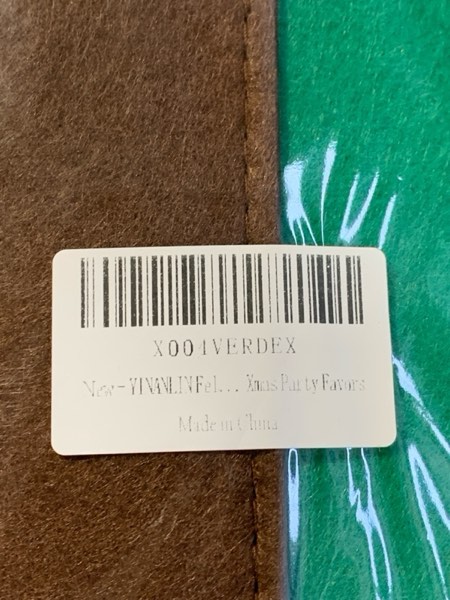 X004VERDEX
New-YINANLIN Fel... Xmas Party Favors
Made in China